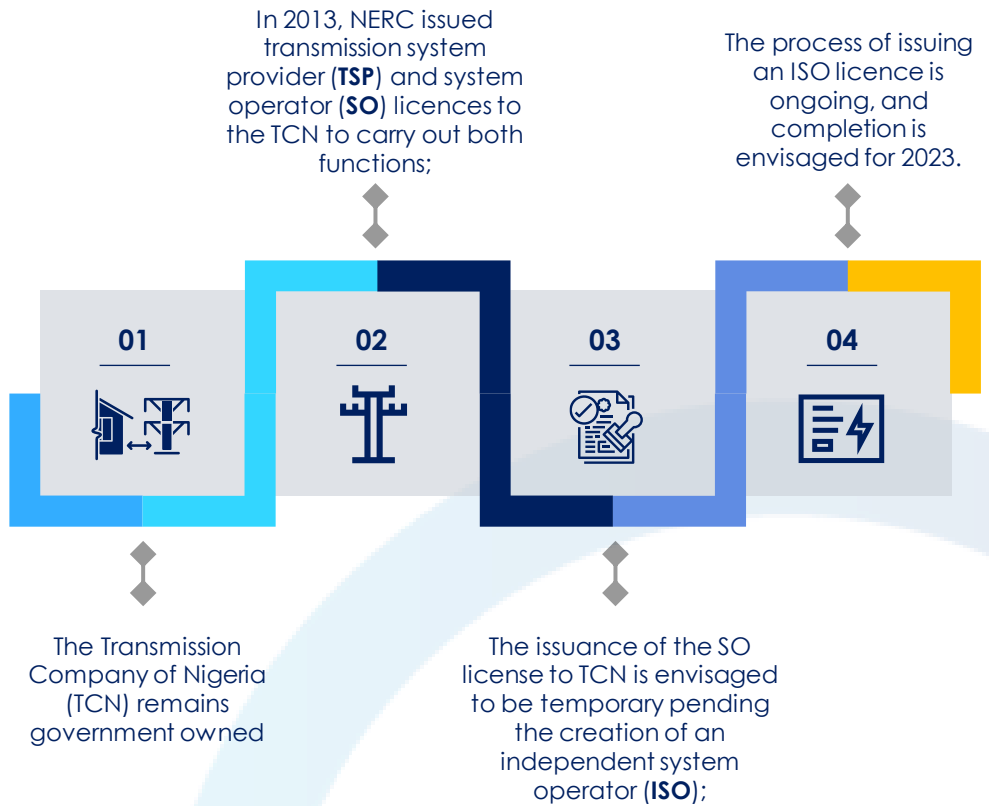 In 2013, NERC issued
transmission system
provider (TSP) and system
operator (SO) licences to
the TCN to carry out both
functions;
The process of issuing
an ISO licence is
ongoing, and
completion is
envisaged for 2023.
01
02
03
04
The Transmission
Company of Nigeria
(TCN) remains
government owned
The issuance of the SO
license to TCN is envisaged
to be temporary pending
the creation of an
independent system
operator (ISO);